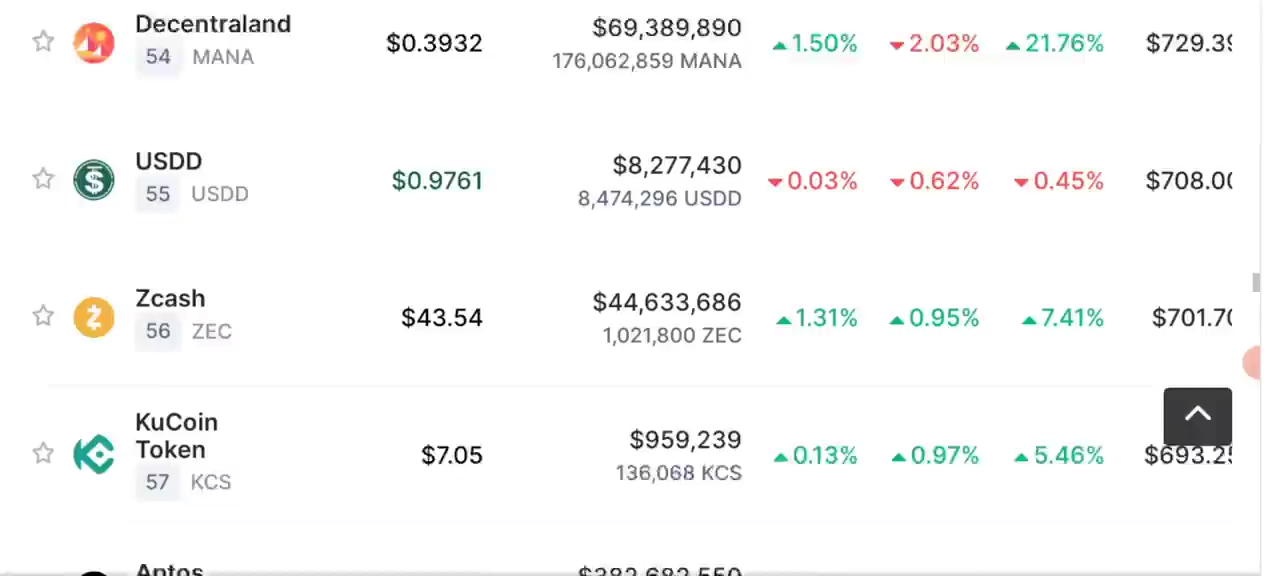 Decentraland
54 MANA
$0.3932
$69,389,890
176,062,859 MANA
1.50%
2.03%
21.76%
USDD
55 USDD
$0.9761
$8,277,430
8,474,296 USDD
0.03%
0.62%
0.45%
Zcash
56 ZEC
$43.54
$44,633,686
1,021,800 ZEC
1.31%
0.95%
7.41%
KuCoin
Token
57 KCS
$7.05
$959,239
136,068 KCS
0.13%
0.97%
5.46%
Aptos